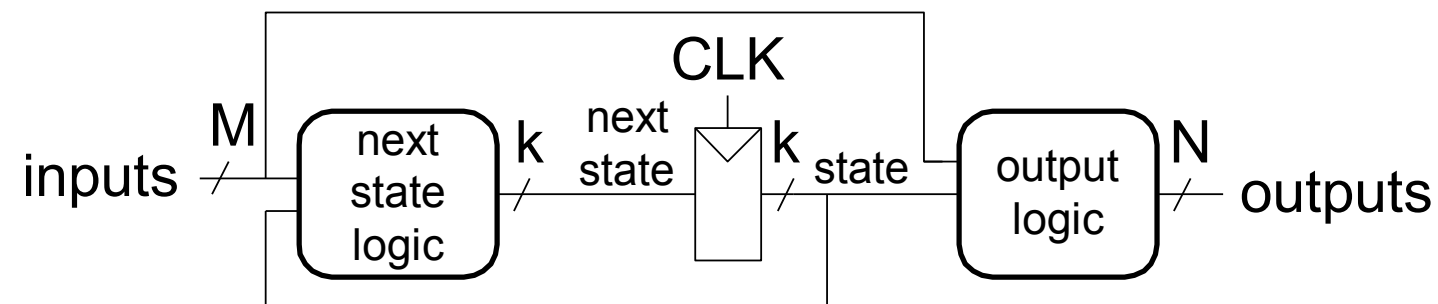 CLK
M
inputs
next
state
logic
k
next
state
k
state
output
logic
N
outputs